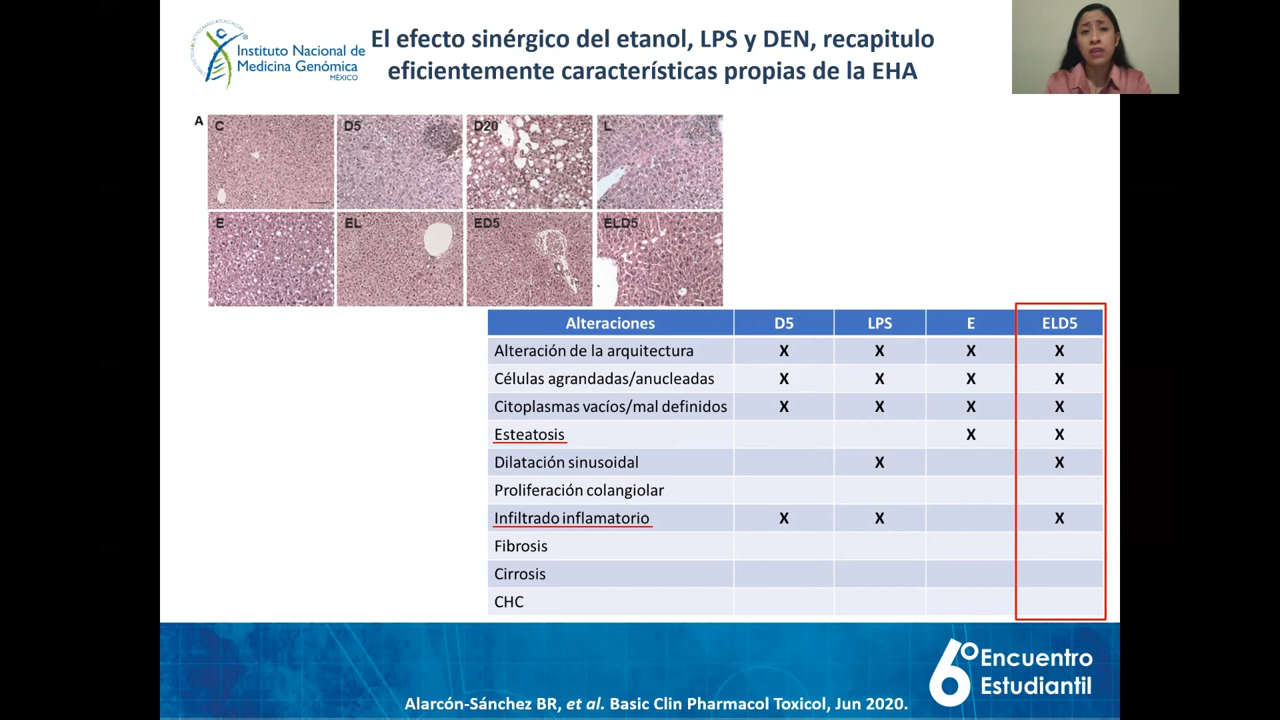 Instituto Nacional de
Medicina Genómica
MÉXICO
El efecto sinérgico del etanol, LPS y DEN, recapitulo
eficientemente características propias de la EHA
A
C D5 D20 L
E EL ED5 ELD5
Alteraciones D5 LPS E ELD5
Alteración de la arquitectura X X X X
Células agrandadas/anucleadas X X X X
Citoplasmas vacíos/mal definidos X X X X
Esteatosis X X
Dilatación sinusoidal X X
Proliferación colangiolar
Infiltrado inflamatorio X X X
Fibrosis
Cirrosis
CHC
6° Encuentro
Estudiantil
Alarcón-Sánchez BR, et al. Basic Clin Pharmacol Toxicol, Jun 2020.